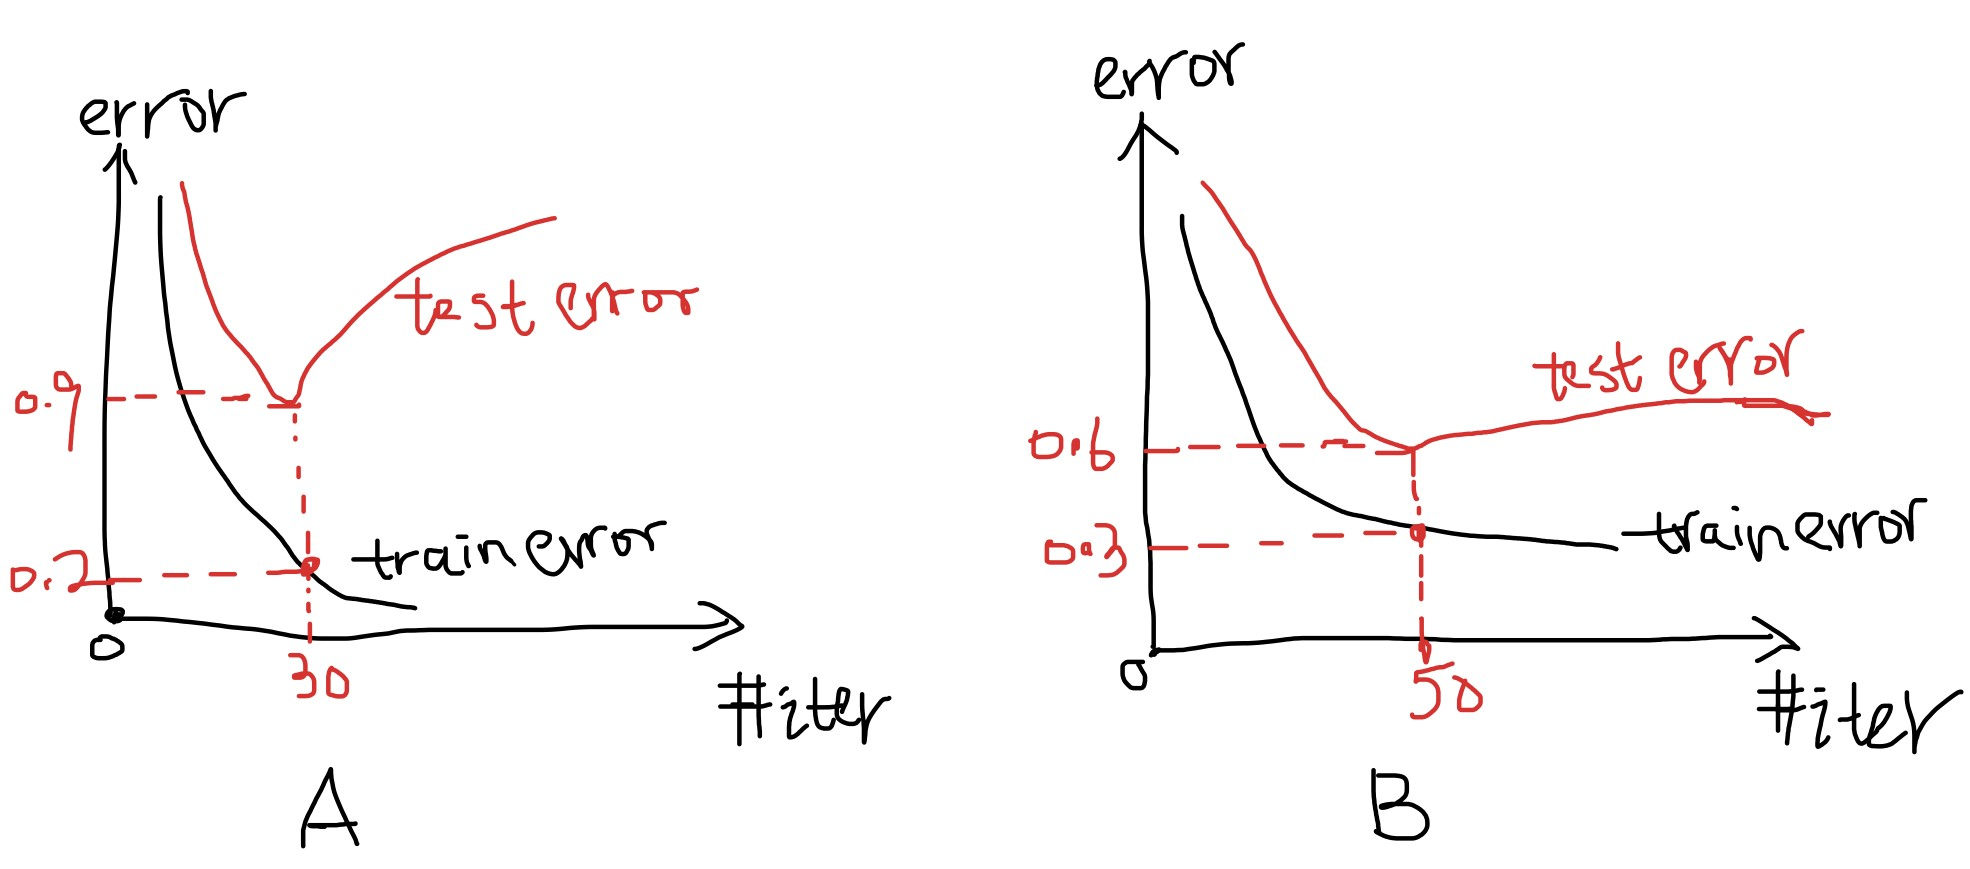 error
test error
0.9
train error
0.2
0
30
#iter
A
error
test error
0.6
train error
0.3
0
50
#iter
B